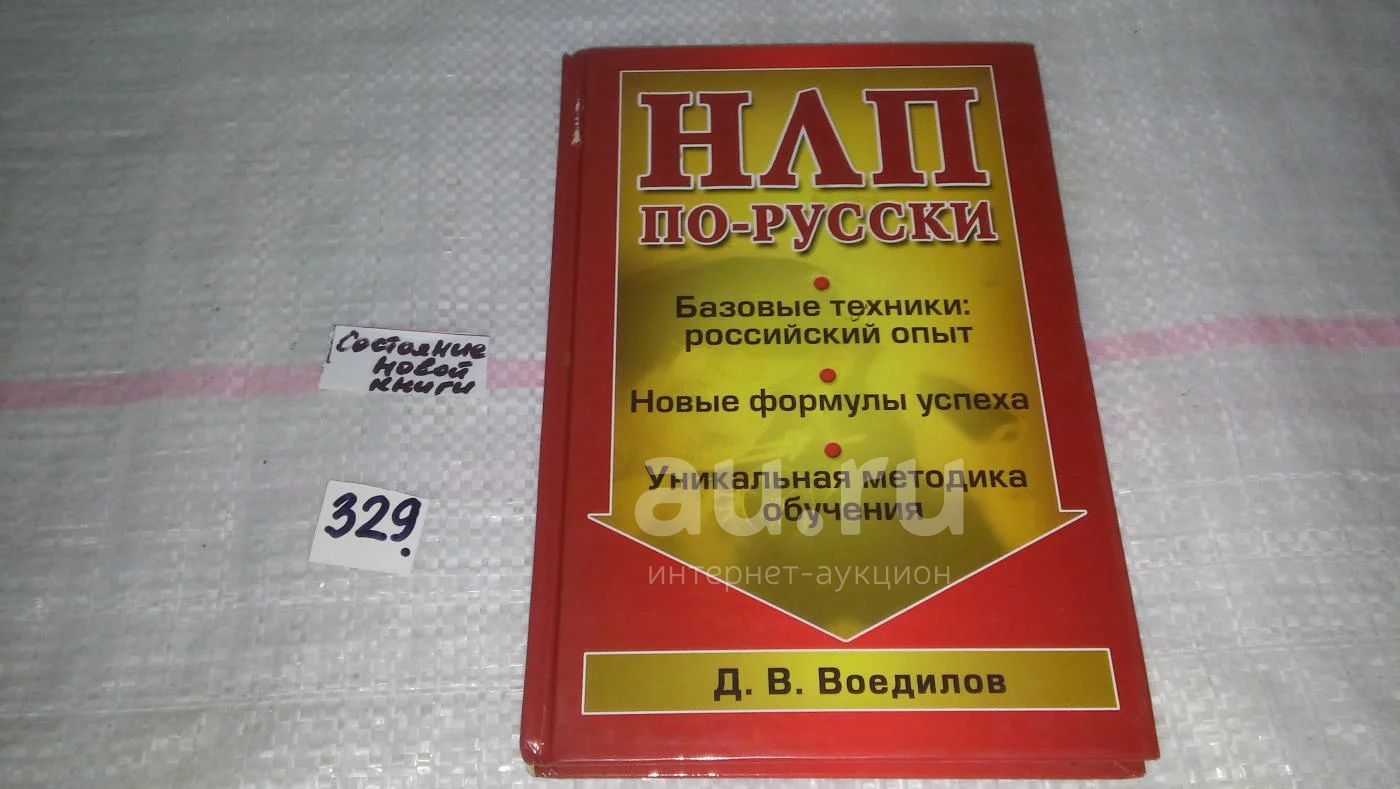 НЛП
ПО-РУССКИ
Базовые техники:
российский опыт
Новые формулы успеха
Уникальная методика
обучения
Д. В. Воедилов
Состояние
новой
книги
329.
au.ru
интернет-аукцион